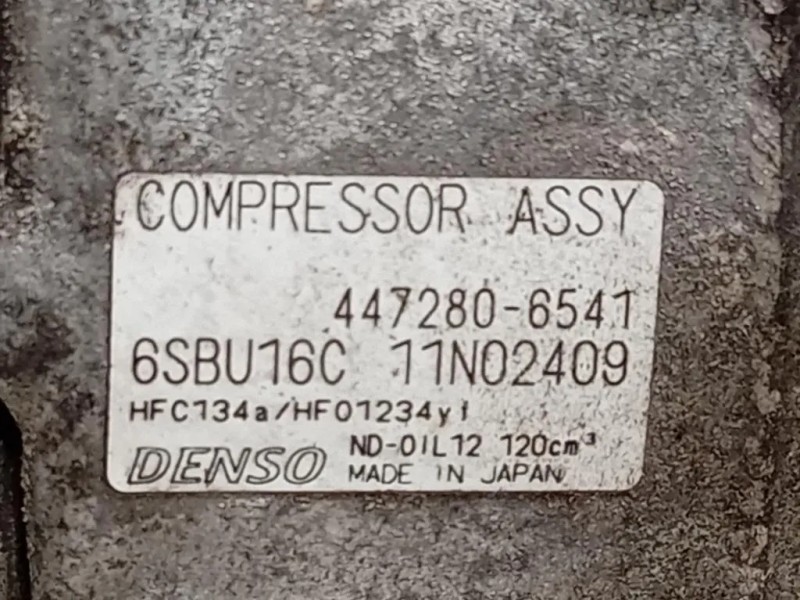 COMPRESSOR ASSY
447280-6541
6SBU16C 11N02409
HFC134a/HFO1234yf
DENSO ND-OIL12 120cm³
MADE IN JAPAN